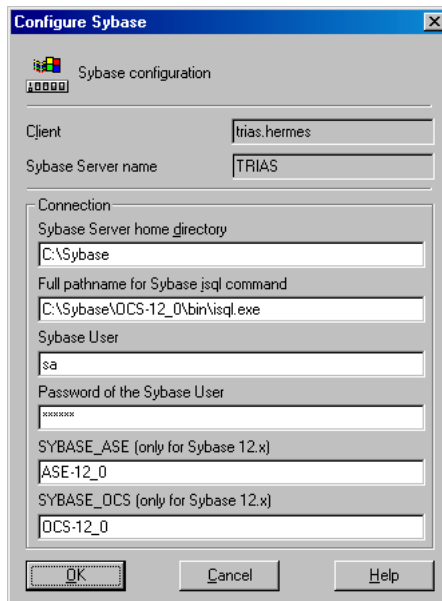 Configure Sybase
Sybase configuration
Client
trias.hermes
Sybase Server name
TRIAS
Connection
Sybase Server home directory
C:\Sybase
Full pathname for Sybase isql command
C:\Sybase\OCS-12_0\bin\isql.exe
Sybase User
sa
Password of the Sybase User
******
SYBASE_ASE (only for Sybase 12.x)
ASE-12_0
SYBASE_OCS (only for Sybase 12.x)
OCS-12_0
OK
Cancel
Help